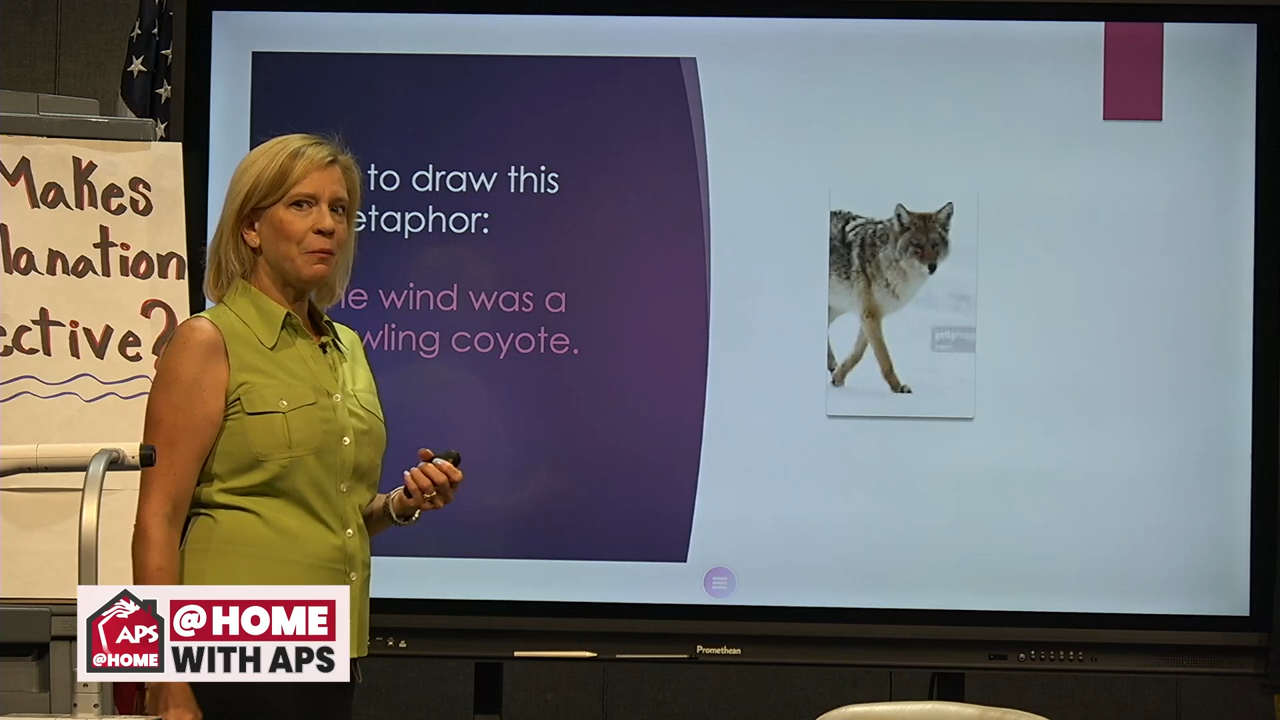 Makes
lanation
ective?
to draw this
etaphor:
e wind was a
wling coyote.
APS
@HOME
@HOME
WITH APS
Promethean